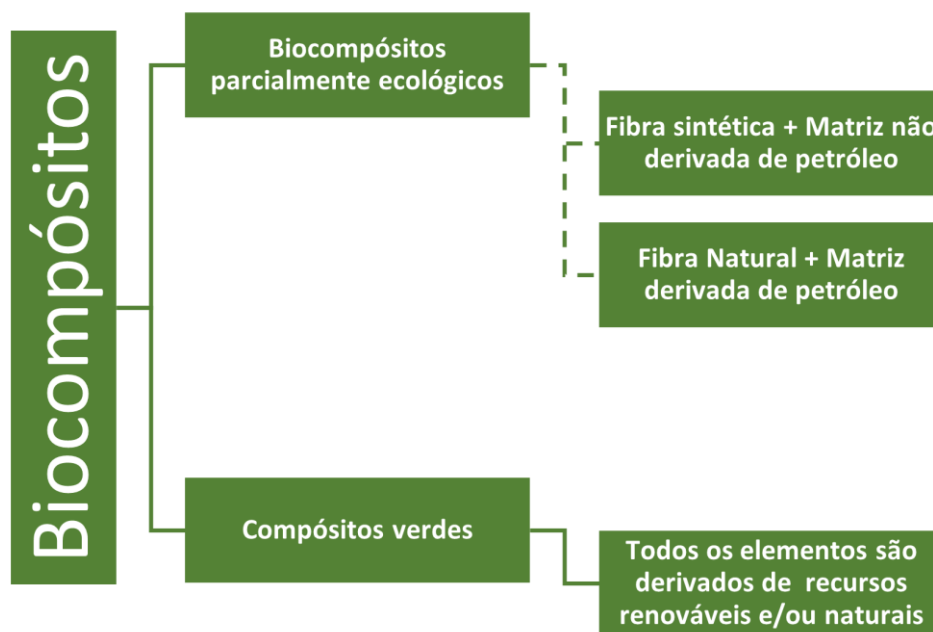 Biocompósitos
Biocompósitos
parcialmente ecológicos
Fibra sintética + Matriz não
derivada de petróleo
Fibra Natural + Matriz
derivada de petróleo
Compósitos verdes
Todos os elementos são
derivados de recursos
renováveis e/ou naturais